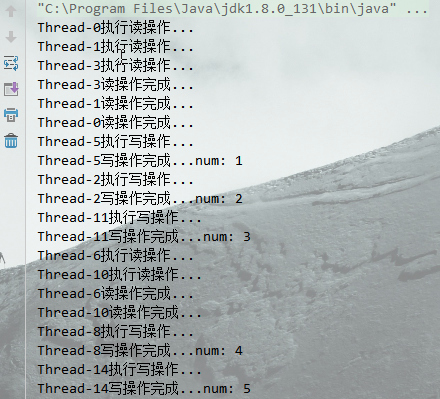 "C:\Program Files\Java\jdk1.8.0_131\bin\java" ...
Thread-0执行读操作...
Thread-1执行读操作...
Thread-3执行读操作...
Thread-3读操作完成...
Thread-1读操作完成...
Thread-0读操作完成...
Thread-5执行写操作...
Thread-5写操作完成...num: 1
Thread-2执行写操作...
Thread-2写操作完成...num: 2
Thread-11执行写操作...
Thread-11写操作完成...num: 3
Thread-6执行读操作...
Thread-10执行读操作...
Thread-6读操作完成...
Thread-10读操作完成...
Thread-8执行写操作...
Thread-8写操作完成...num: 4
Thread-14执行写操作...
Thread-14写操作完成...num: 5